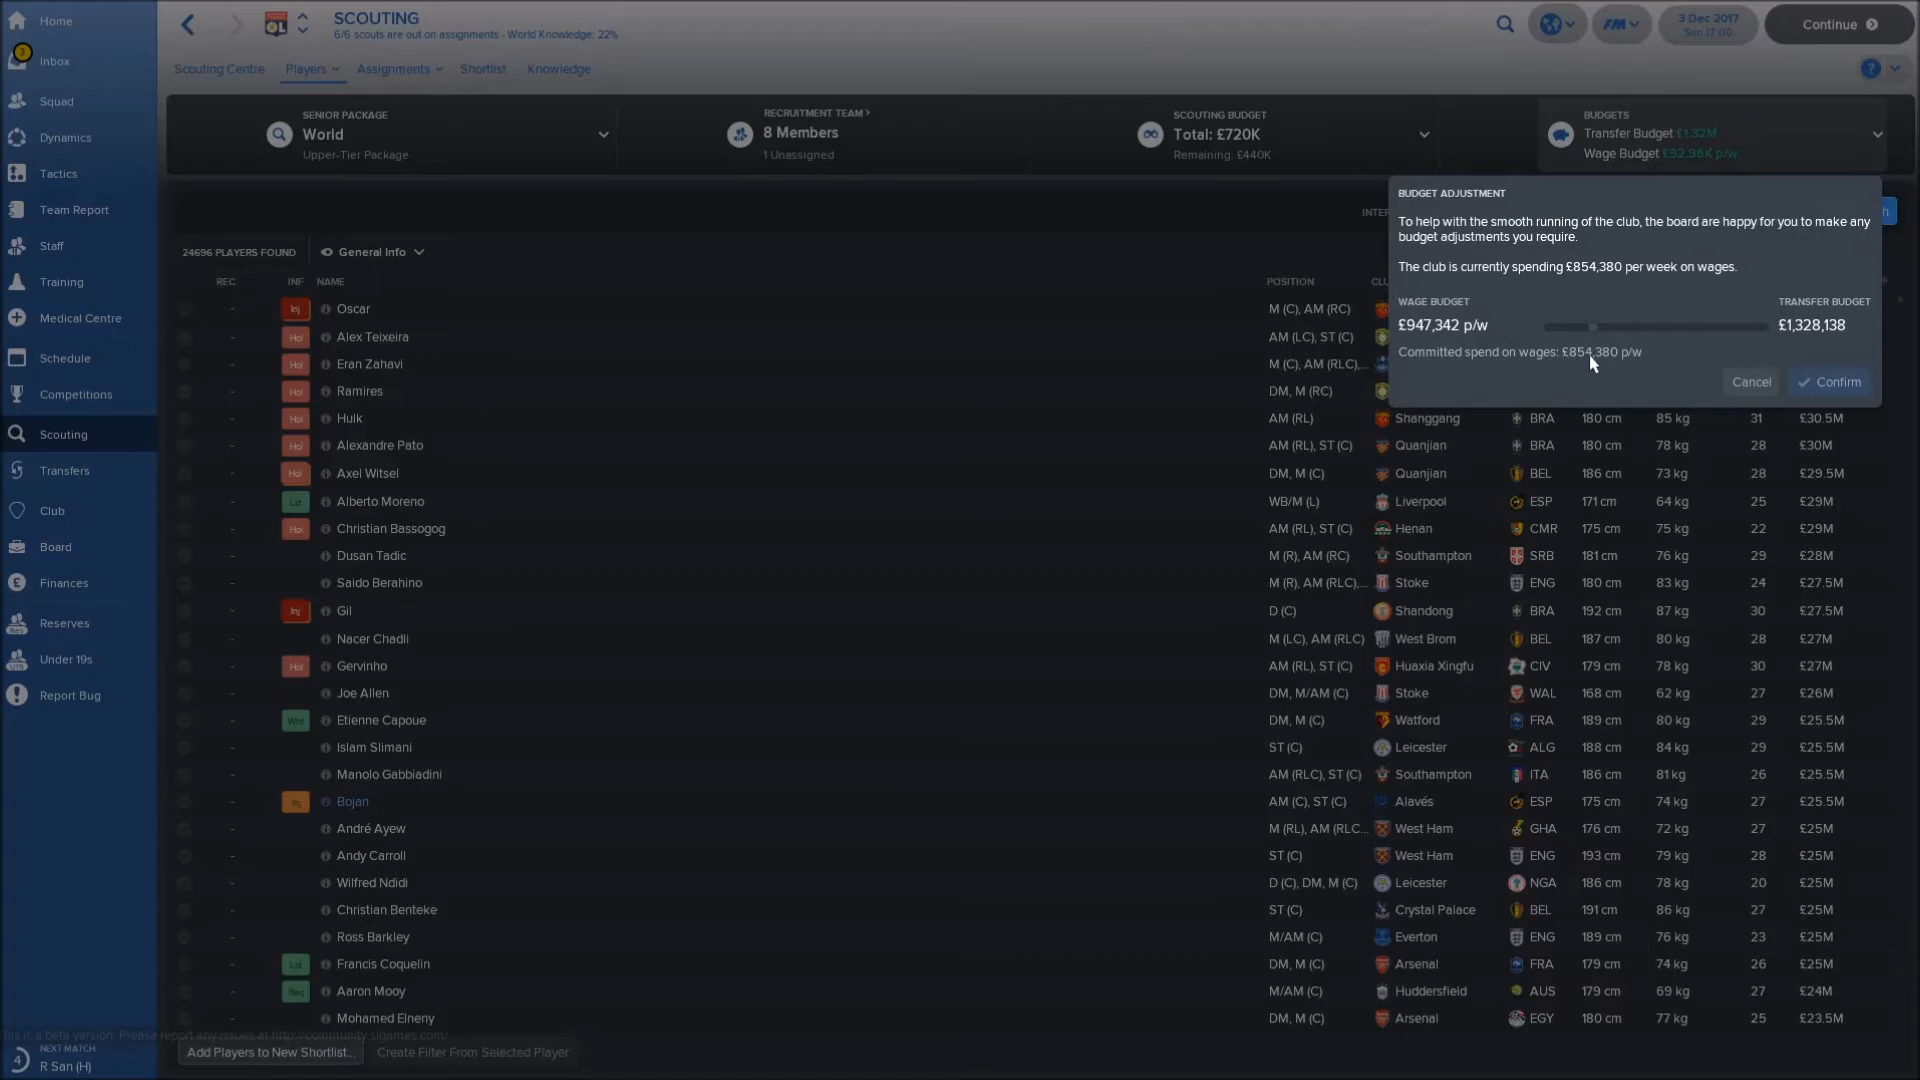 Home
SCOUTING
6/6 scouts are out on assignments - World Knowledge: 22%
3 Dec 2017
Sun 17:00
Continue
3
Inbox
Scouting Centre Players Assignments Shortlist Knowledge
Squad
Dynamics
Tactics
Team Report
Staff
Training
Medical Centre
Schedule
Competitions
Scouting
Transfers
Club
Board
Finances
Reserves
Under 19s
Report Bug
SENIOR PACKAGE
World
Upper-Tier Package
RECRUITMENT TEAM >
8 Members
1 Unassigned
SCOUTING BUDGET
Total: £720K
Remaining: £440K
BUDGETS
Transfer Budget £1.32M
Wage Budget £92.96K p/w
BUDGET ADJUSTMENT
To help with the smooth running of the club, the board are happy for you to make any
budget adjustments you require.
The club is currently spending £854,380 per week on wages.
WAGE BUDGET TRANSFER BUDGET
£947,342 p/w £1,328,138
Committed spend on wages: £854,380 p/w
Cancel Confirm
24696 PLAYERS FOUND General Info
REC INF NAME POSITION
- Inj Oscar M (C), AM (RC)
- Hol Alex Teixeira AM (LC), ST (C)
- Hol Eran Zahavi M (C), AM (RLC),...
- Hol Ramires DM, M (RC)
- Hol Hulk AM (RL) Shanggang BRA 180 cm 85 kg 31 £30.5M
- Hol Alexandre Pato AM (RL), ST (C) Quanjian BRA 180 cm 78 kg 28 £30M
- Hol Axel Witsel DM, M (C) Quanjian BEL 186 cm 73 kg 28 £29.5M
- Lst Alberto Moreno WB/M (L) Liverpool ESP 171 cm 64 kg 25 £29M
- Hol Christian Bassogog AM (RL), ST (C) Henan CMR 175 cm 75 kg 22 £29M
- Dusan Tadic M (R), AM (RC) Southampton SRB 181 cm 76 kg 29 £28M
- Saido Berahino M (R), AM (RLC),... Stoke ENG 180 cm 83 kg 24 £27.5M
- Inj Gil D (C) Shandong BRA 192 cm 87 kg 30 £27.5M
- Nacer Chadli M (LC), AM (RLC) West Brom BEL 187 cm 80 kg 28 £27M
- Hol Gervinho AM (RL), ST (C) Huaxia Xingfu CIV 179 cm 78 kg 30 £27M
- Joe Allen DM, M/AM (C) Stoke WAL 168 cm 62 kg 27 £26M
- Wnt Etienne Capoue DM, M (C) Watford FRA 189 cm 80 kg 29 £25.5M
- Islam Slimani ST (C) Leicester ALG 188 cm 84 kg 29 £25.5M
- Manolo Gabbiadini AM (RLC), ST (C) Southampton ITA 186 cm 81 kg 26 £25.5M
- Bojan AM (C), ST (C) Alavés ESP 175 cm 74 kg 27 £25.5M
- André Ayew M (RL), AM (RLC... West Ham GHA 176 cm 72 kg 27 £25M
- Andy Carroll ST (C) West Ham ENG 193 cm 79 kg 28 £25M
- Wilfred Ndidi D (C), DM, M (C) Leicester NGA 186 cm 78 kg 20 £25M
- Christian Benteke ST (C) Crystal Palace BEL 191 cm 86 kg 27 £25M
- Ross Barkley M/AM (C) Everton ENG 189 cm 76 kg 23 £25M
- Lst Francis Coquelin DM, M (C) Arsenal FRA 179 cm 74 kg 26 £25M
- Req Aaron Mooy M/AM (C) Huddersfield AUS 179 cm 69 kg 27 £24M
- Mohamed Elneny DM, M (C) Arsenal EGY 180 cm 77 kg 25 £23.5M
This is a beta version. Please report any issues at http://community.sigames.com/
Add Players to New Shortlist... Create Filter From Selected Player
4 NEXT MATCH
R San (H)